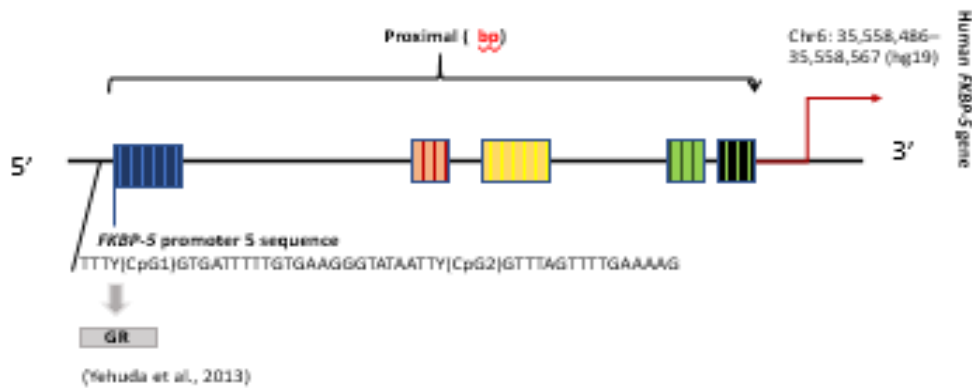 Proximal ( bp)
Chr6: 35,558,486–
35,558,567 (hg19)
Human FKBP-5 gene
5’
3’
FKBP-5 promoter 5 sequence
TTTY(CpG1)GTGATTTTTGTGAAGGGTATAATTY(CpG2)GTTTAGTTTTGAAAAG
GR
(Yehuda et al., 2013)